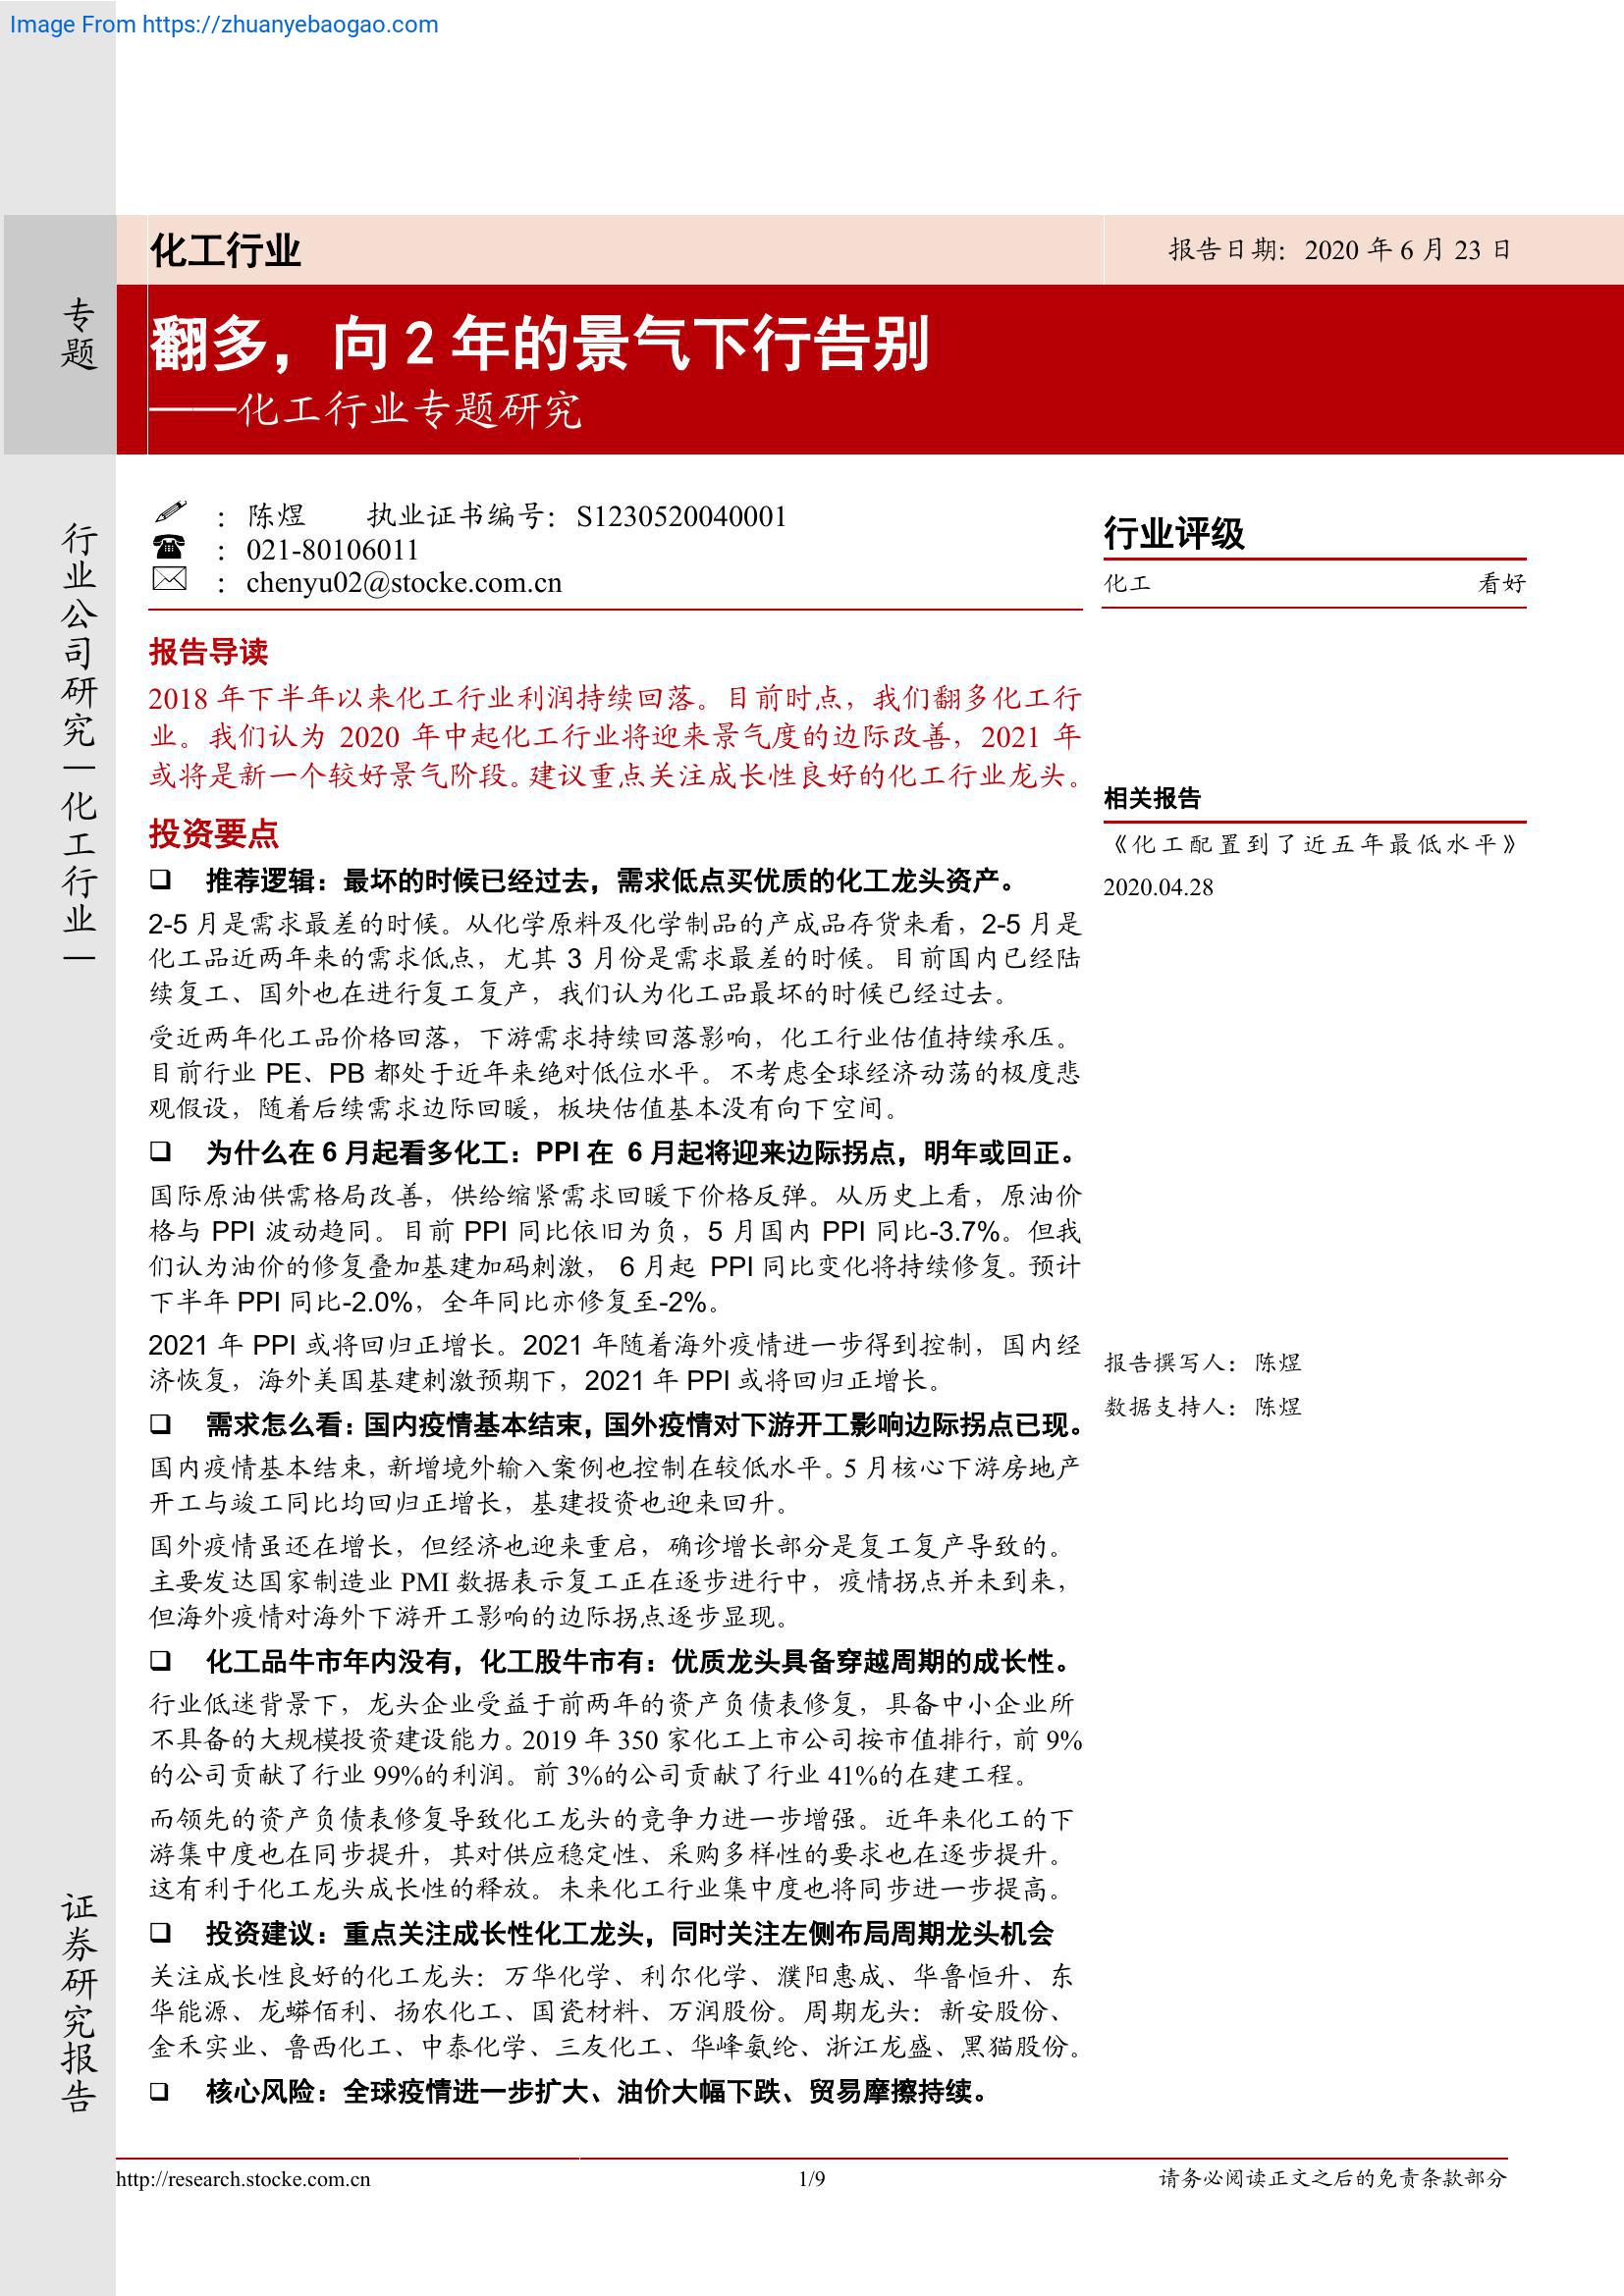 Image From https://zhuanyebaogao.com
化工行业
报告日期：2020 年 6 月 23 日
专题
翻多，向 2 年的景气下行告别
——化工行业专题研究
行业公司研究｜化工行业｜
：陈煜 执业证书编号：S1230520040001
：021-80106011
：chenyu02@stocke.com.cn
报告导读
2018 年下半年以来化工行业利润持续回落。目前时点，我们翻多化工行
业。我们认为 2020 年中起化工行业将迎来景气度的边际改善，2021 年
或将是新一个较好景气阶段。建议重点关注成长性良好的化工行业龙头。
投资要点
❑ 推荐逻辑：最坏的时候已经过去，需求低点买优质的化工龙头资产。
2-5 月是需求最差的时候。从化学原料及化学制品的产成品存货来看，2-5 月是
化工品近两年来的需求低点，尤其 3 月份是需求最差的时候。目前国内已经陆
续复工、国外也在进行复工复产，我们认为化工品最坏的时候已经过去。
受近两年化工品价格回落，下游需求持续回落影响，化工行业估值持续承压。
目前行业 PE、PB 都处于近年来绝对低位水平。不考虑全球经济动荡的极度悲
观假设，随着后续需求边际回暖，板块估值基本没有向下空间。
❑ 为什么在 6 月起看多化工：PPI 在 6 月起将迎来边际拐点，明年或回正。
国际原油供需格局改善，供给缩紧需求回暖下价格反弹。从历史上看，原油价
格与 PPI 波动趋同。目前 PPI 同比依旧为负，5 月国内 PPI 同比-3.7%。但我
们认为油价的修复叠加基建加码刺激， 6 月起 PPI 同比变化将持续修复。预计
下半年 PPI 同比-2.0%，全年同比亦修复至-2%。
2021 年 PPI 或将回归正增长。2021 年随着海外疫情进一步得到控制，国内经
济恢复，海外美国基建刺激预期下，2021 年 PPI 或将回归正增长。
❑ 需求怎么看：国内疫情基本结束，国外疫情对下游开工影响边际拐点已现。
国内疫情基本结束，新增境外输入案例也控制在较低水平。5 月核心下游房地产
开工与竣工同比均回归正增长，基建投资也迎来回升。
国外疫情虽还在增长，但经济也迎来重启，确诊增长部分是复工复产导致的。
主要发达国家制造业 PMI 数据表示复工正在逐步进行中，疫情拐点并未到来，
但海外疫情对海外下游开工影响的边际拐点逐步显现。
❑ 化工品牛市年内没有，化工股牛市有：优质龙头具备穿越周期的成长性。
行业低迷背景下，龙头企业受益于前两年的资产负债表修复，具备中小企业所
不具备的大规模投资建设能力。2019 年 350 家化工上市公司按市值排行，前 9%
的公司贡献了行业 99%的利润。前 3%的公司贡献了行业 41%的在建工程。
而领先的资产负债表修复导致化工龙头的竞争力进一步增强。近年来化工的下
游集中度也在同步提升，其对供应稳定性、采购多样性的要求也在逐步提升。
这有利于化工龙头成长性的释放。未来化工行业集中度也将同步进一步提高。
❑ 投资建议：重点关注成长性化工龙头，同时关注左侧布局周期龙头机会
关注成长性良好的化工龙头：万华化学、利尔化学、濮阳惠成、华鲁恒升、东
华能源、龙蟒佰利、扬农化工、国瓷材料、万润股份。周期龙头：新安股份、
金禾实业、鲁西化工、中泰化学、三友化工、华峰氨纶、浙江龙盛、黑猫股份。
❑ 核心风险：全球疫情进一步扩大、油价大幅下跌、贸易摩擦持续。
行业评级
化工 看好
相关报告
《化工配置到了近五年最低水平》
2020.04.28
报告撰写人：陈煜
数据支持人：陈煜
证券研究报告
http://research.stocke.com.cn
1/9
请务必阅读正文之后的免责条款部分